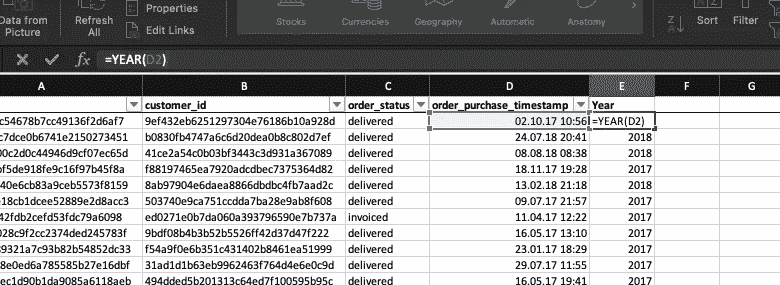 Data from Picture Refresh All Properties Edit Links Stocks Currencies Geography Automatic Anatomy Sort Filter
fx =YEAR(D2)
A B C D E F G
customer_id order_status order_purchase_timestamp Year
c54678b7cc49136f2d6af7 9ef432eb6251297304e76186b10a928d delivered 02.10.17 10:56 =YEAR(D2)
c7dce0b6741e2150273451 b0830fb4747a6c6d20dea0b8c802d7ef delivered 24.07.18 20:41 2018
00c2d0c44946d9cf07ec65d 41ce2a54c0b03bf3443c3d931a367089 delivered 08.08.18 08:38 2018
bf5de918fe9c16f97b45f8a f88197465ea7920adcdbec7375364d82 delivered 18.11.17 19:28 2017
40e6cb83a9ceb5573f8159 8ab97904e6daea8866dbdbc4fb7aad2c delivered 13.02.18 21:18 2018
e18cb1dcee52889e2d8acc3 503740e9ca751ccdda7ba28e9ab8f608 delivered 09.07.17 21:57 2017
42fdb2cefd53fdc79a6098 ed0271e0b7da060a393796590e7b737a invoiced 11.04.17 12:22 2017
028c9f2cc2374ded245783f 9bdf08b4b3b52b5526ff42d37d47f222 delivered 16.05.17 13:10 2017
89321a7c93b82b54852dc33 f54a9f0e6b351c431402b8461ea51999 delivered 23.01.17 18:29 2017
8e0ed6a785585b27e16dbf 31ad1d1b63eb9962463f764d4e6e0c9d delivered 29.07.17 11:55 2017
ec1d90b1da9085a6118aeb 494dded5b201313c64ed7f100595b95c delivered 16.05.17 19:41 2017